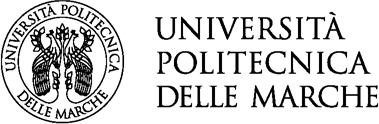 UNIVERSITÀ POLITECNICA
DELLE MARCHE
UNIVERSITÀ
POLITECNICA
DELLE MARCHE